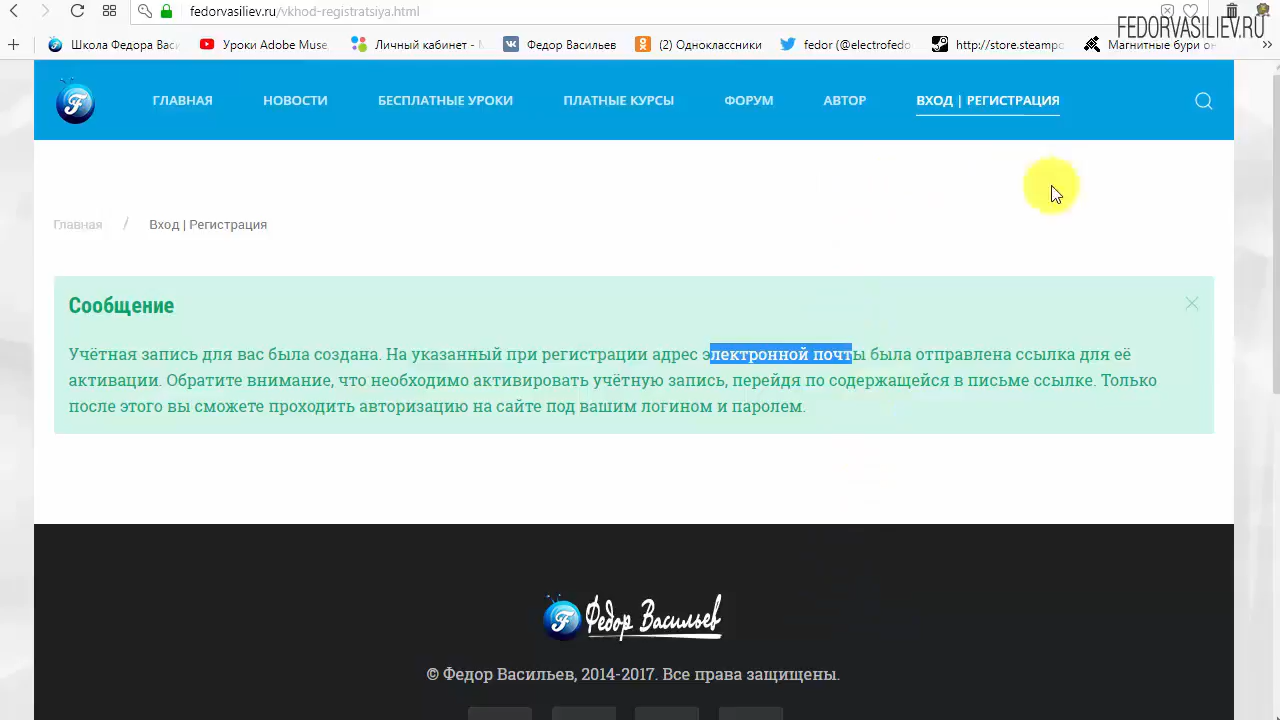 fedorvasiliev.ru/vkhod-registratsiya.html
FEDORVASILIEV.RU
Школа Федора Васи Уроки Adobe Muse Личный кабинет - М Федор Васильев (2) Одноклассники fedor (@electrofedo http://store.steampo Магнитные бури он
ГЛАВНАЯ НОВОСТИ БЕСПЛАТНЫЕ УРОКИ ПЛАТНЫЕ КУРСЫ ФОРУМ АВТОР ВХОД | РЕГИСТРАЦИЯ
Главная / Вход | Регистрация
Сообщение
Учётная запись для вас была создана. На указанный при регистрации адрес электронной почты была отправлена ссылка для её
активации. Обратите внимание, что необходимо активировать учётную запись, перейдя по содержащейся в письме ссылке. Только
после этого вы сможете проходить авторизацию на сайте под вашим логином и паролем.
Федор Васильев
© Федор Васильев, 2014-2017. Все права защищены.